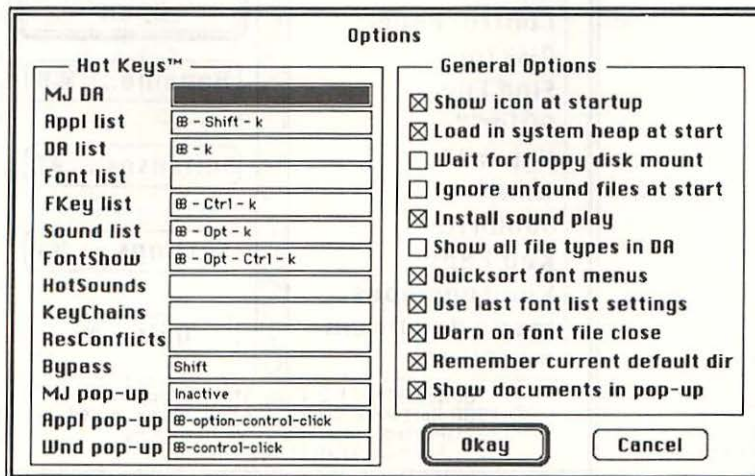 Options
Hot Keys™
MJ DA
Appl list ⌘ - Shift - k
DA list ⌘ - k
Font list
FKey list ⌘ - Ctrl - k
Sound list ⌘ - Opt - k
FontShow ⌘ - Opt - Ctrl - k
HotSounds
KeyChains
ResConflicts
Bypass Shift
MJ pop-up Inactive
Appl pop-up ⌘-option-control-click
Wnd pop-up ⌘-control-click
General Options
Show icon at startup
Load in system heap at start
Wait for floppy disk mount
Ignore unfound files at start
Install sound play
Show all file types in DA
Quicksort font menus
Use last font list settings
Warn on font file close
Remember current default dir
Show documents in pop-up
Okay
Cancel